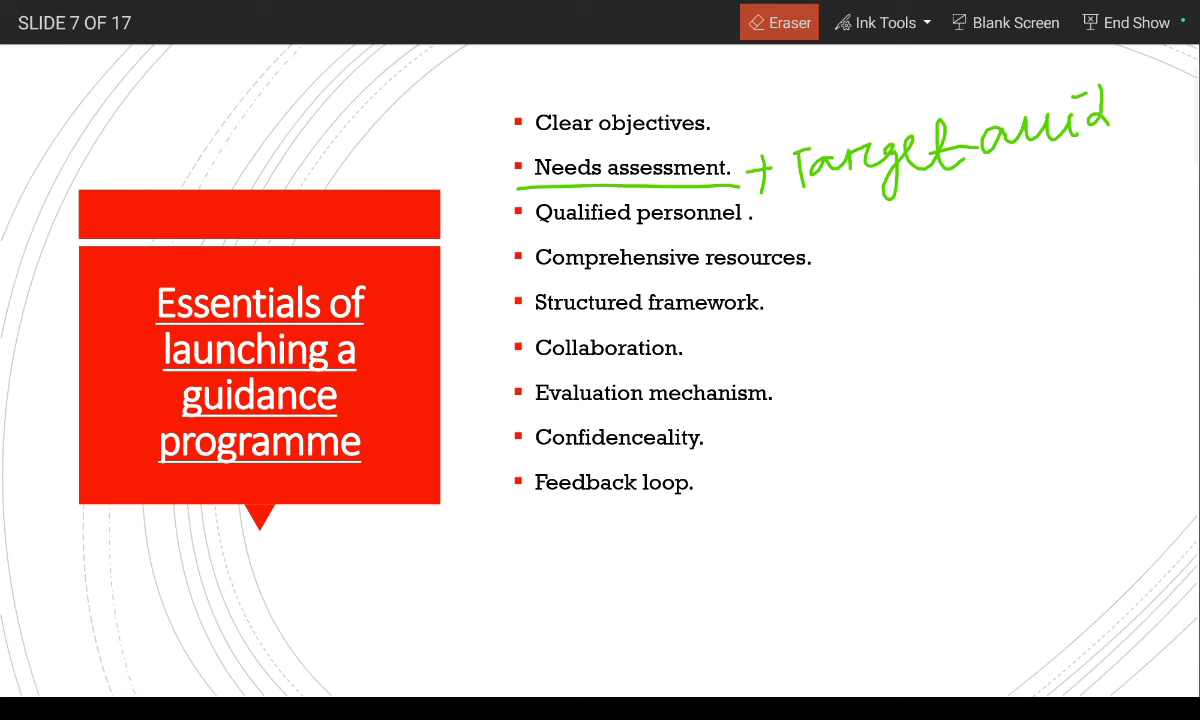 SLIDE 7 OF 17
Eraser
Ink Tools
Blank Screen
End Show
Essentials of
launching a
guidance
programme
Clear objectives.
Needs assessment. + Target
Qualified personnel .
Comprehensive resources.
Structured framework.
Collaboration.
Evaluation mechanism.
Confidenceality.
Feedback loop.